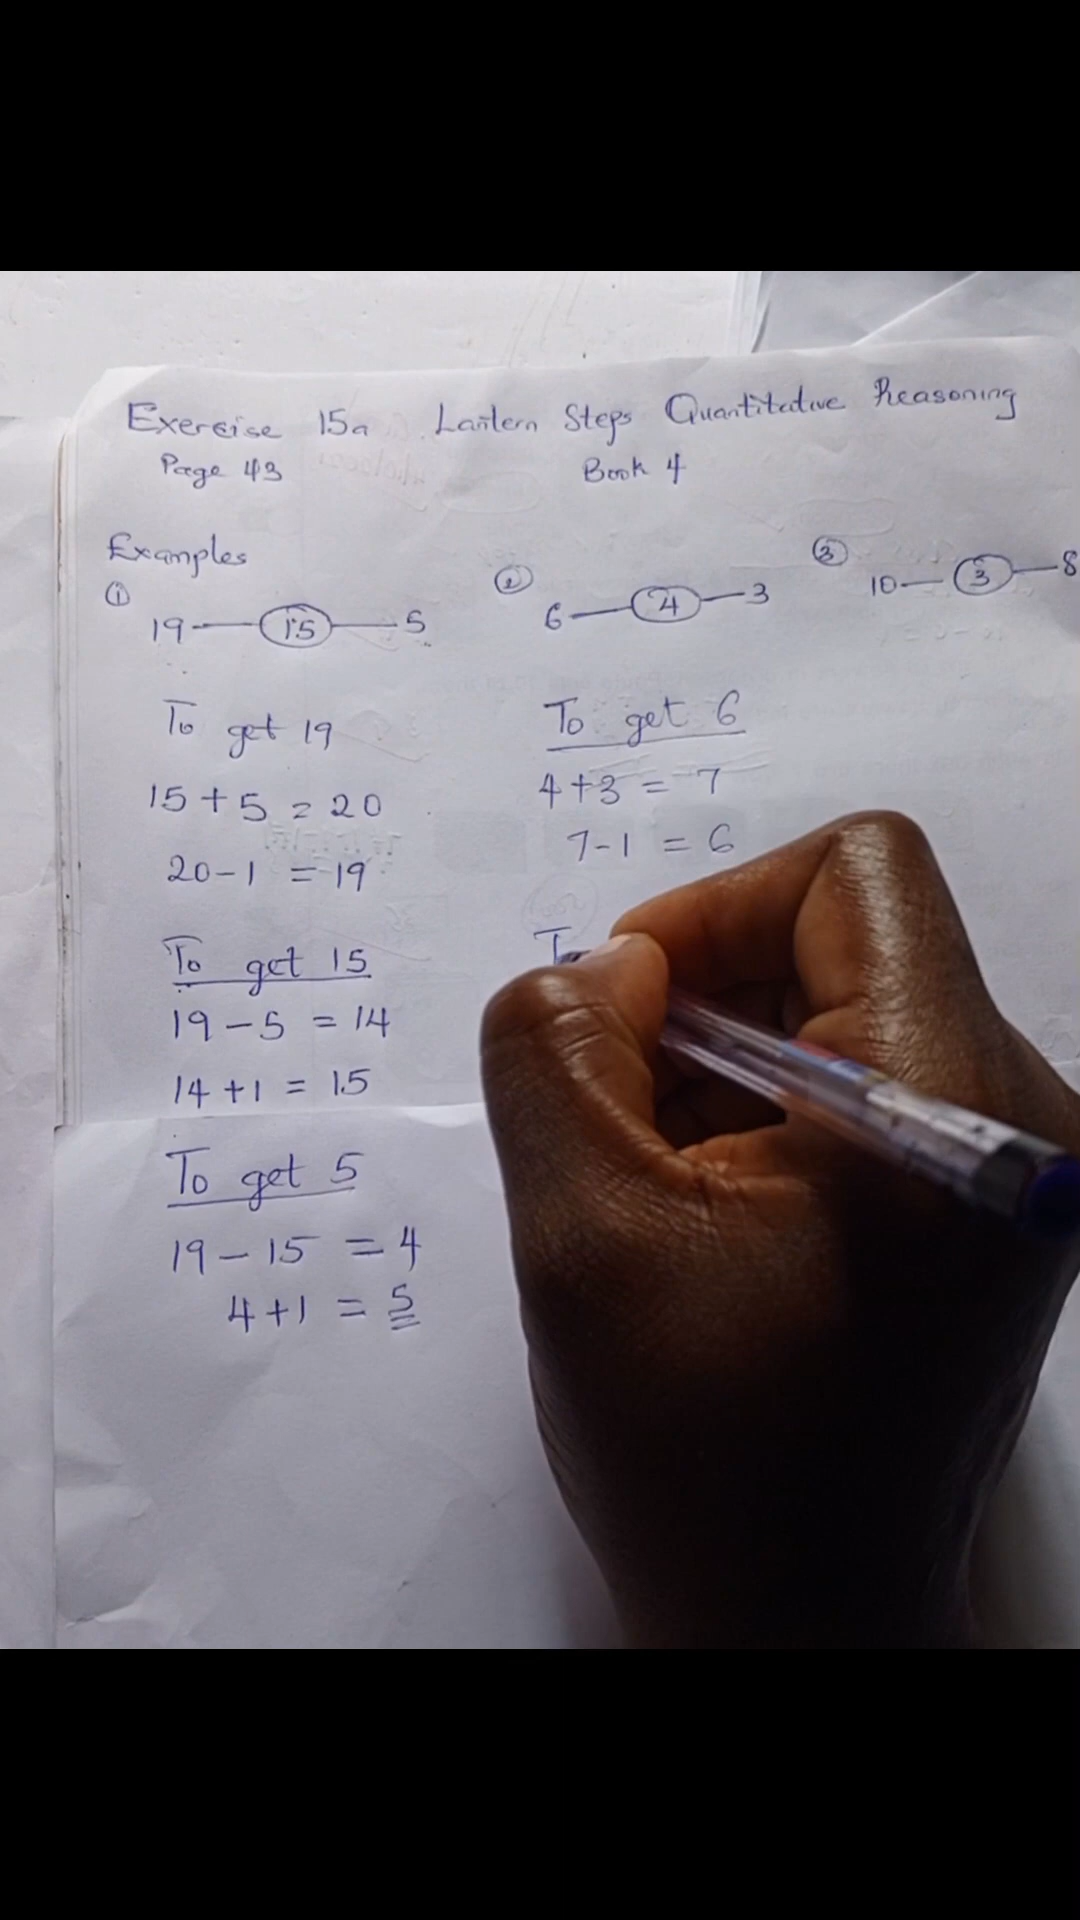 Exercise 15a Lantern Steps Quantitative Reasoning
Page 43 Book 4
Examples
① 19 15 5
② 6 4 3
③ 10 3 8
To get 19
15 + 5 = 20
20 - 1 = 19
To get 15
19 - 5 = 14
14 + 1 = 15
To get 5
19 - 15 = 4
4 + 1 = 5
To get 6
4 + 3 = 7
7 - 1 = 6